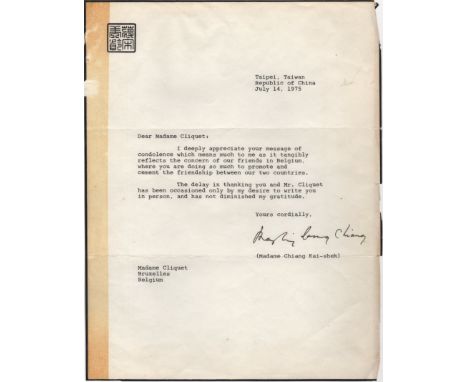 Taipei, Taiwan
Republic of China
July 14, 1975
Dear Madame Cliquet:
I deeply appreciate your message of
condolence which means much to me as it tangibly
reflects the concern of our friends in Belgium,
where you are doing so much to promote and
cement the friendship between our two countries.
The delay in thanking you and Mr. Cliquet
has been occasioned only by my desire to write you
in person, and has not diminished my gratitude.
Yours cordially,
Mayling Soong Chiang
(Madame Chiang Kai-shek)
Madame Cliquet
Bruxelles
Belgium